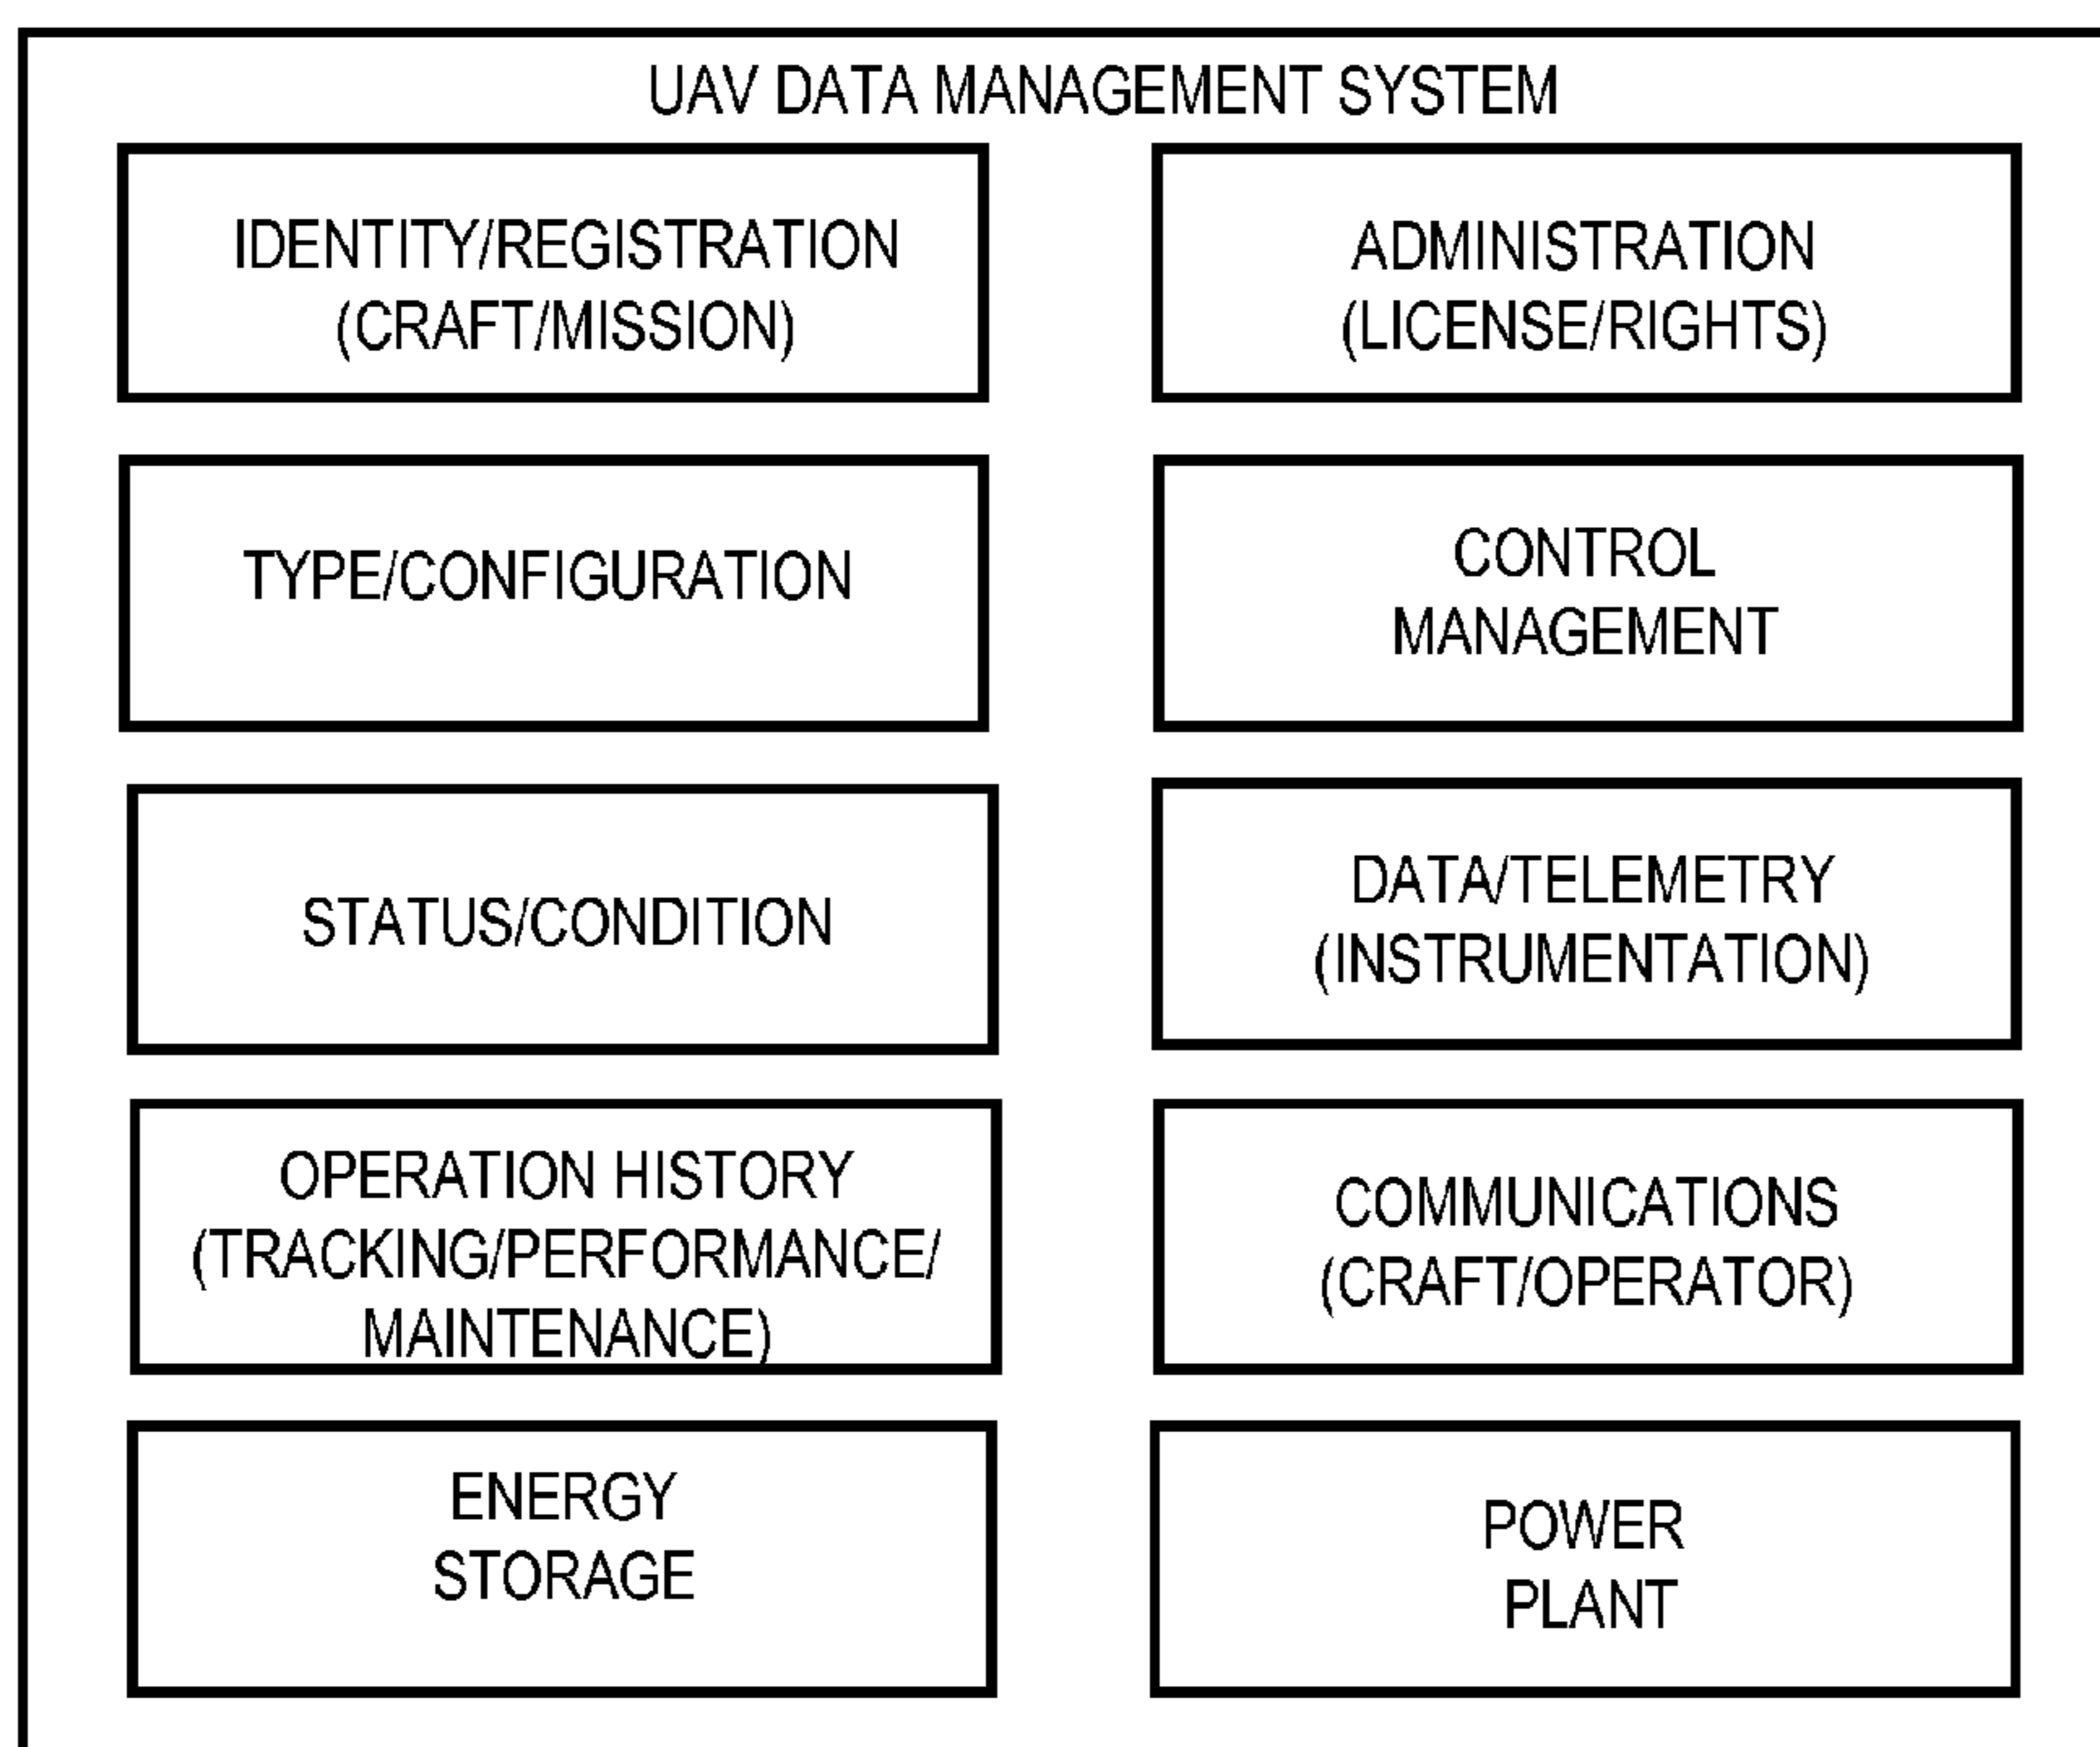 UAV DATA MANAGEMENT SYSTEM
IDENTITY/REGISTRATION
(CRAFT/MISSION)
ADMINISTRATION
(LICENSE/RIGHTS)
TYPE/CONFIGURATION
CONTROL
MANAGEMENT
STATUS/CONDITION
DATA/TELEMETRY
(INSTRUMENTATION)
OPERATION HISTORY
(TRACKING/PERFORMANCE/
MAINTENANCE)
COMMUNICATIONS
(CRAFT/OPERATOR)
ENERGY
STORAGE
POWER
PLANT